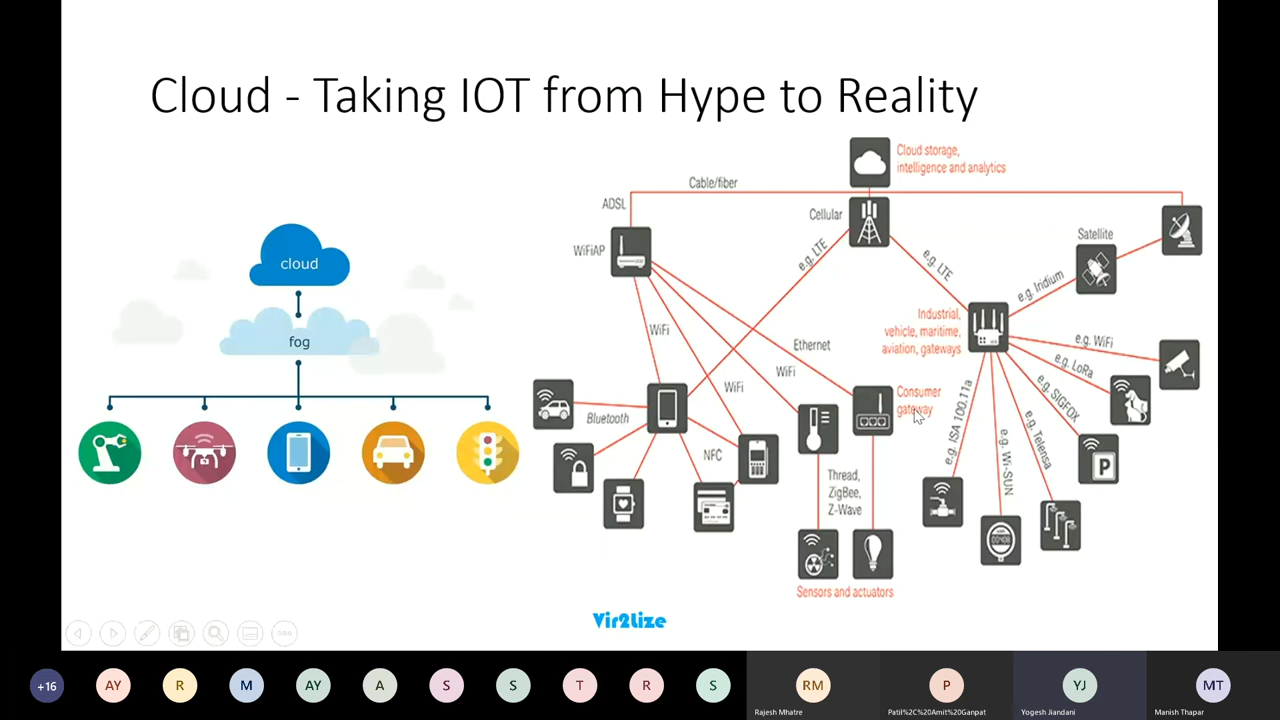 Cloud - Taking IOT from Hype to Reality
cloud
fog
Cloud storage,
intelligence and analytics
Cable/fiber
ADSL
Cellular
WiFiAP
Satellite
e.g. LTE
e.g. LTE
e.g. Iridium
Industrial,
vehicle, maritime,
aviation, gateways
WiFi
Ethernet
e.g. WiFi
e.g. LoRa
WiFi
WiFi
Consumer
gateway
e.g. SIGFOX
Bluetooth
e.g. ISA 100.11a
e.g. Wi-SUN
e.g. Telensa
NFC
P
Thread,
ZigBee,
Z-Wave
Sensors and actuators
Vir2Lize
+16
AY
R
M
AY
A
S
S
T
R
S
RM
P
YJ
MT
Rajesh Mhatre
Patil%2C%20Amit%20Ganpat
Yogesh Jiandani
Manish Thapar